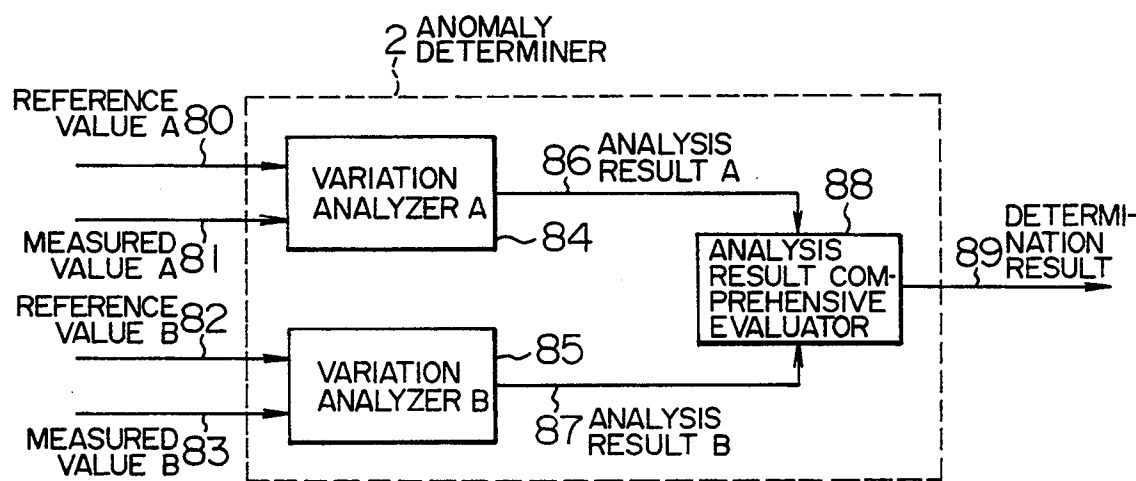 2 ANOMALY
DETERMINER
REFERENCE
VALUE A 80
MEASURED
VALUE A 81
REFERENCE
VALUE B 82
MEASURED
VALUE B 83
VARIATION
ANALYZER A
84
86 ANALYSIS
RESULT A
VARIATION
ANALYZER B
85
87 ANALYSIS
RESULT B
88
ANALYSIS
RESULT COM-
PREHENSIVE
EVALUATOR
89 DETERMI-
NATION
RESULT